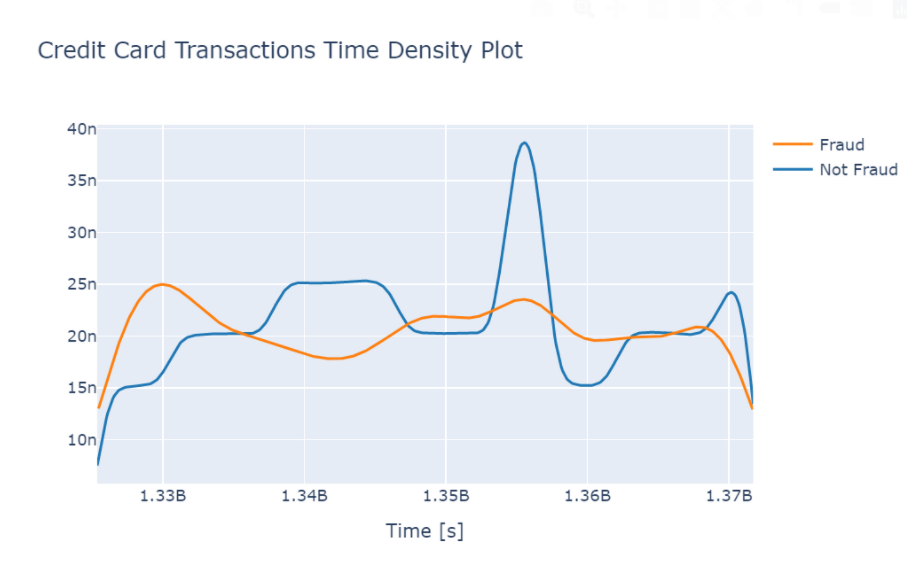 Credit Card Transactions Time Density Plot
40n
35n
30n
25n
20n
15n
10n
1.33B
1.34B
1.35B
1.36B
1.37B
Time [s]
Fraud
Not Fraud